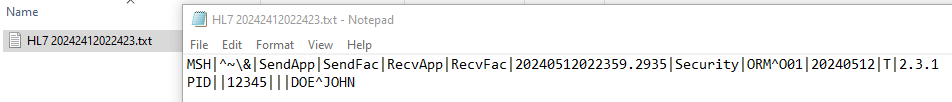 Name
HL7 20242412022423.txt
HL7 20242412022423.txt - Notepad
File Edit Format View Help
MSH|^~\&|SendApp|SendFac|RecvApp|RecvFac|20240512022359.2935|Security|ORM^O01|20240512|T|2.3.1
PID||12345|||DOE^JOHN